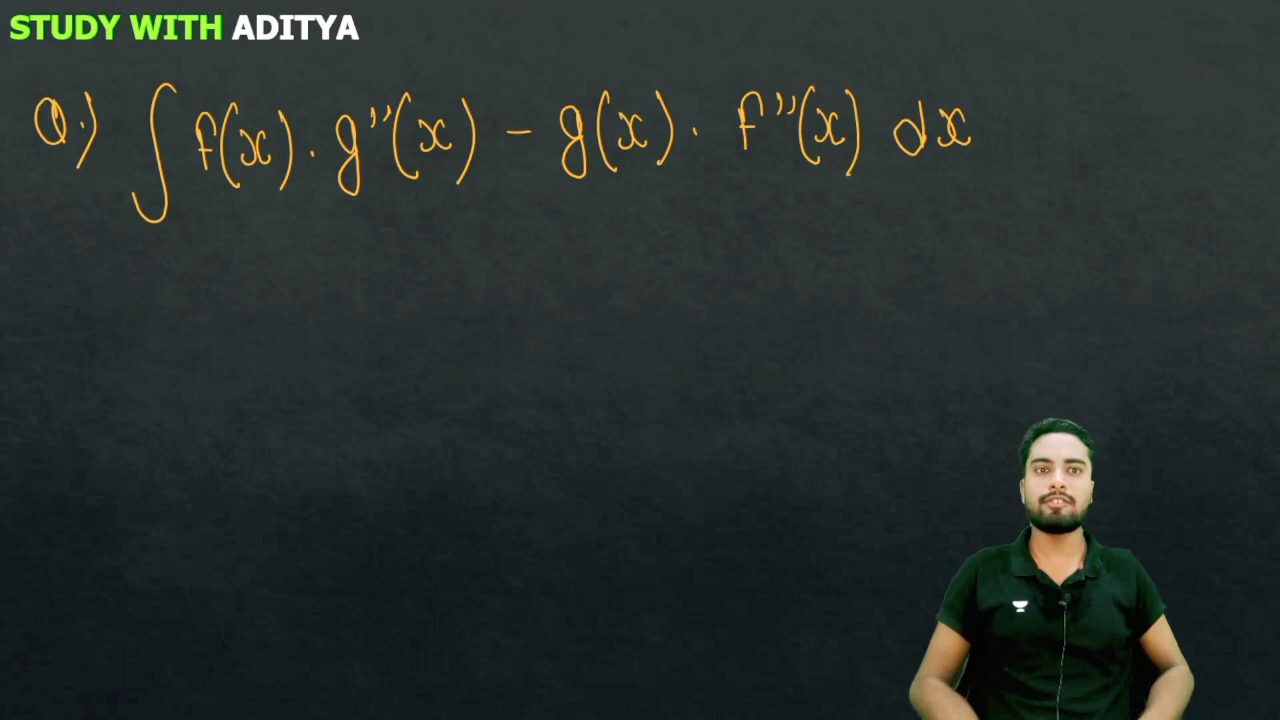 STUDY WITH ADITYA
Q.) ∫ f(x) . g''(x) - g(x) . f''(x) dx